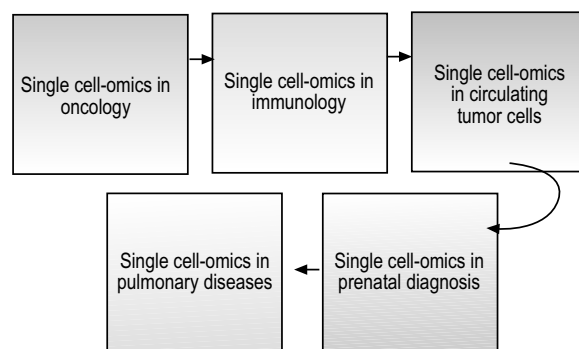 Single cell-omics in
oncology
Single cell-omics in
immunology
Single cell-omics
in circulating
tumor cells
Single cell-omics in
prenatal diagnosis
Single cell-omics in
pulmonary diseases